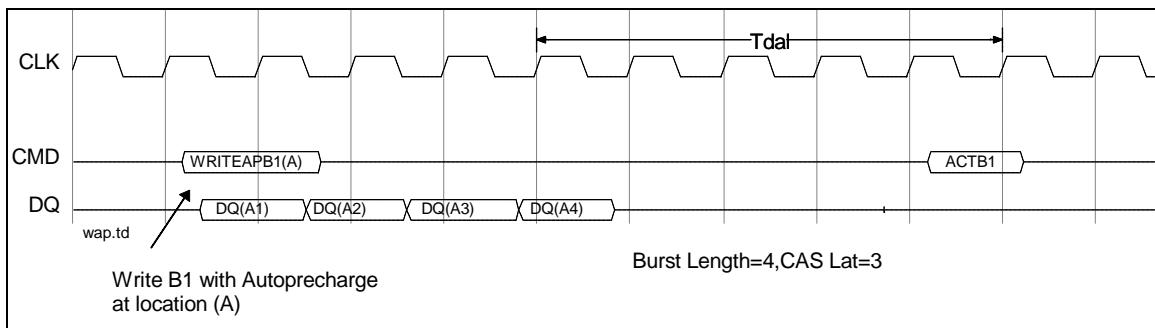 Tdal
CLK
CMD
WRITEAPB1(A)
ACTB1
DQ
DQ(A1)
DQ(A2)
DQ(A3)
DQ(A4)
wap.td
Burst Length=4,CAS Lat=3
Write B1 with Autoprecharge
at location (A)